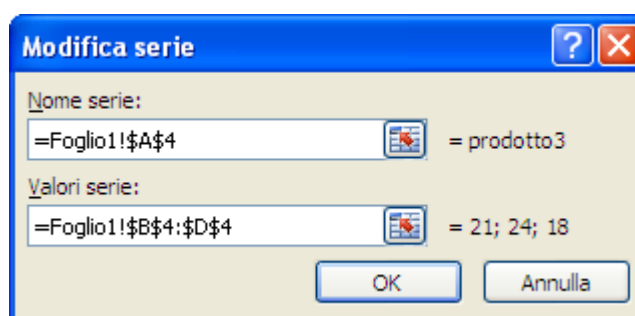 Modifica serie
Nome serie:
=Foglio1!$A$4 = prodotto3
Valori serie:
=Foglio1!$B$4:$D$4 = 21; 24; 18
OK Annulla